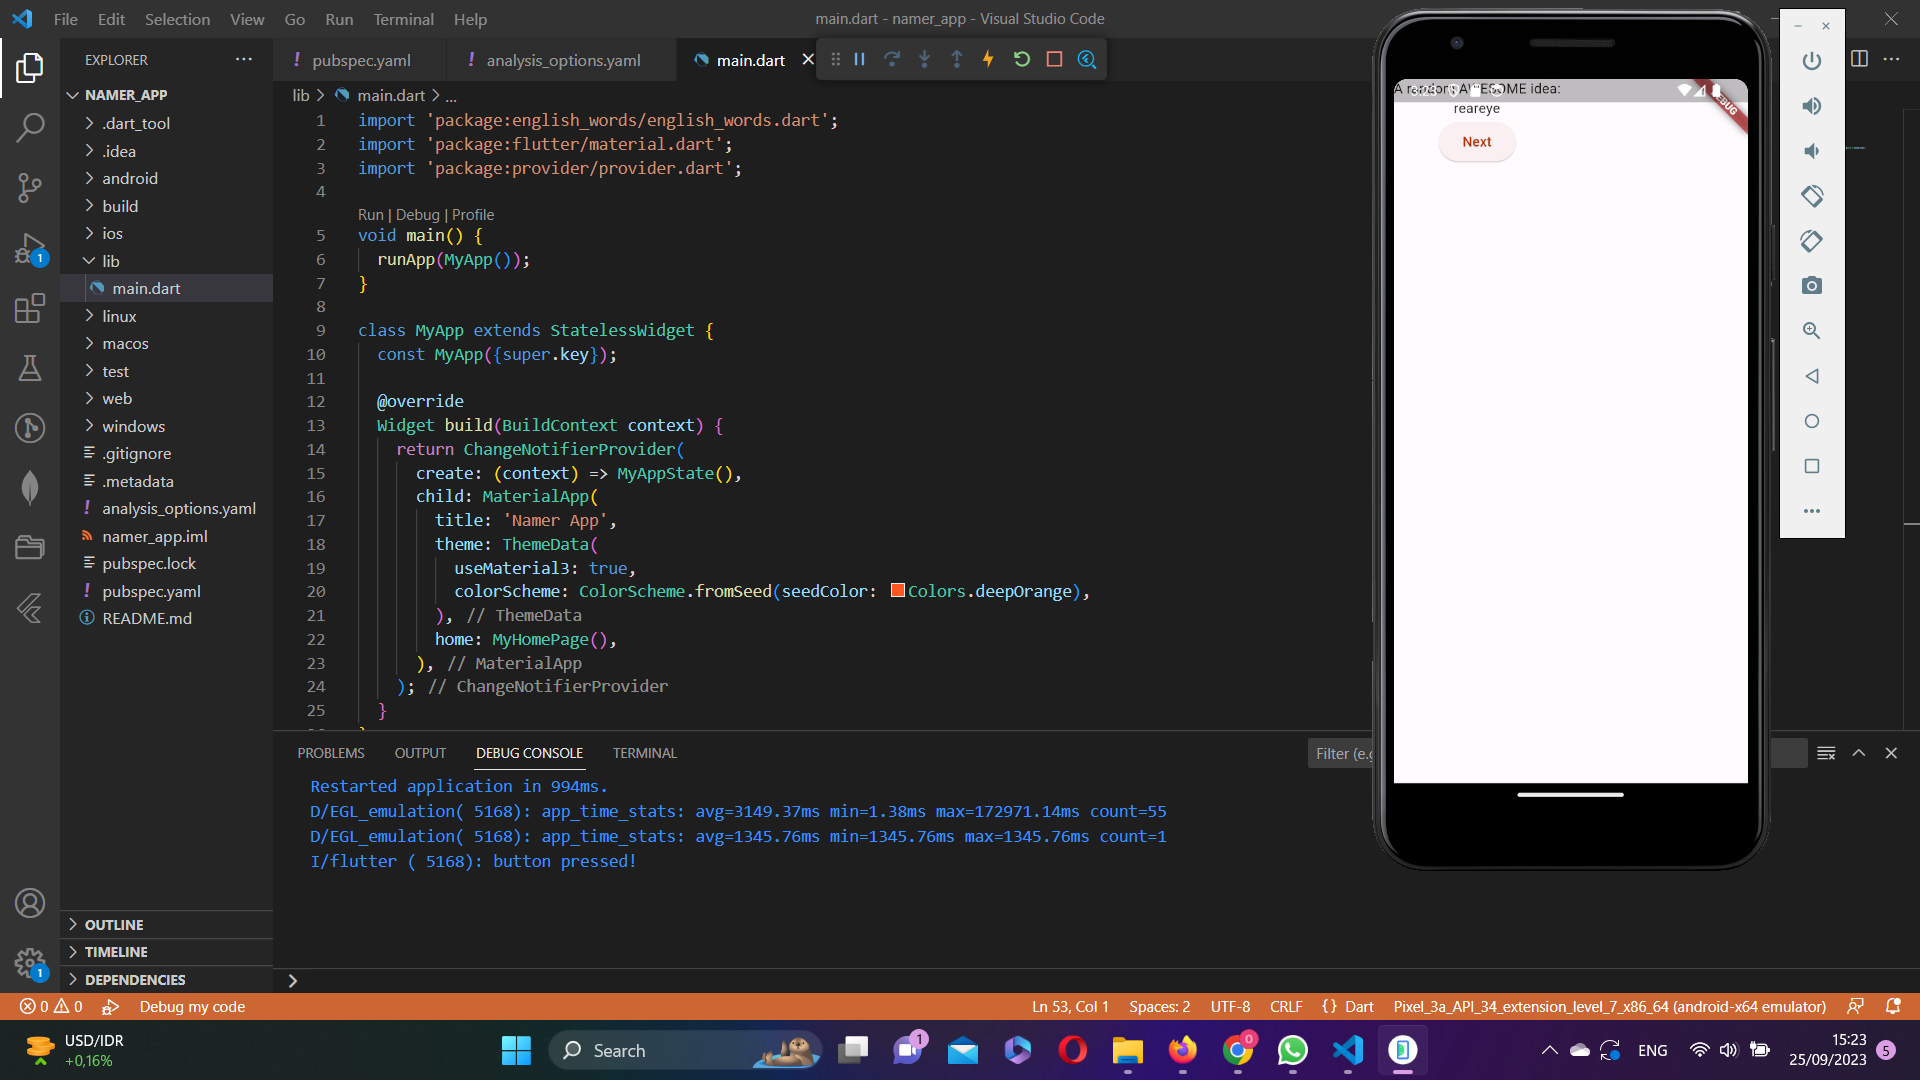 File Edit Selection View Go Run Terminal Help
main.dart - namer_app - Visual Studio Code
EXPLORER
NAMER_APP
.dart_tool
.idea
android
build
ios
lib
main.dart
linux
macos
test
web
windows
.gitignore
.metadata
! analysis_options.yaml
namer_app.iml
pubspec.lock
! pubspec.yaml
README.md
OUTLINE
TIMELINE
DEPENDENCIES
1
1
! pubspec.yaml ! analysis_options.yaml main.dart
lib > main.dart > ...
1 import 'package:english_words/english_words.dart';
2 import 'package:flutter/material.dart';
3 import 'package:provider/provider.dart';
4
Run | Debug | Profile
5 void main() {
6 runApp(MyApp());
7 }
8
9 class MyApp extends StatelessWidget {
10 const MyApp({super.key});
11
12 @override
13 Widget build(BuildContext context) {
14 return ChangeNotifierProvider(
15 create: (context) => MyAppState(),
16 child: MaterialApp(
17 title: 'Namer App',
18 theme: ThemeData(
19 useMaterial3: true,
20 colorScheme: ColorScheme.fromSeed(seedColor: Colors.deepOrange),
21 ), // ThemeData
22 home: MyHomePage(),
23 ), // MaterialApp
24 ); // ChangeNotifierProvider
25 }
PROBLEMS OUTPUT DEBUG CONSOLE TERMINAL
Filter (e.g
Restarted application in 994ms.
D/EGL_emulation( 5168): app_time_stats: avg=3149.37ms min=1.38ms max=172971.14ms count=55
D/EGL_emulation( 5168): app_time_stats: avg=1345.76ms min=1345.76ms max=1345.76ms count=1
I/flutter ( 5168): button pressed!
A random AWESOME idea:
reareye
Next
0 0 Debug my code
Ln 53, Col 1 Spaces: 2 UTF-8 CRLF {} Dart Pixel_3a_API_34_extension_level_7_x86_64 (android-x64 emulator)
USD/IDR
+0,16%
Search
1
0
ENG
15:23
25/09/2023
5